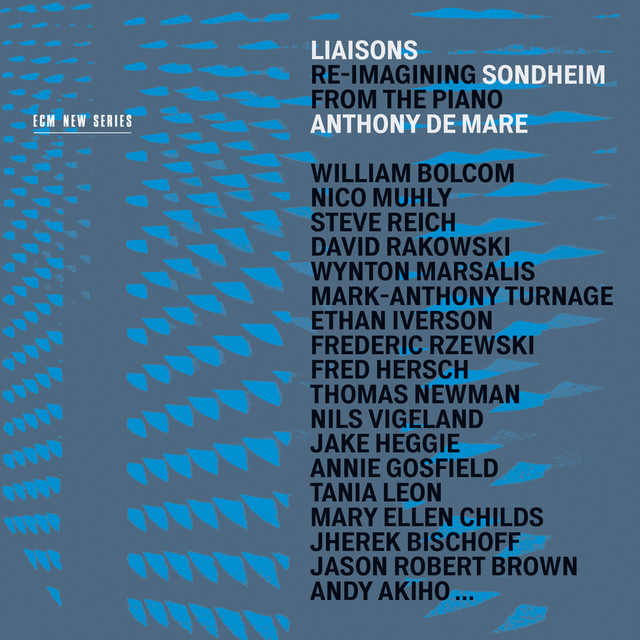 LIAISONS
RE-IMAGINING SONDHEIM
FROM THE PIANO
ANTHONY DE MARE
ECM NEW SERIES
WILLIAM BOLCOM
NICO MUHLY
STEVE REICH
DAVID RAKOWSKI
WYNTON MARSALIS
MARK-ANTHONY TURNAGE
ETHAN IVERSON
FREDERIC RZEWSKI
FRED HERSCH
THOMAS NEWMAN
NILS VIGELAND
JAKE HEGGIE
ANNIE GOSFIELD
TANIA LEON
MARY ELLEN CHILDS
JHEREK BISCHOFF
JASON ROBERT BROWN
ANDY AKIHO ...